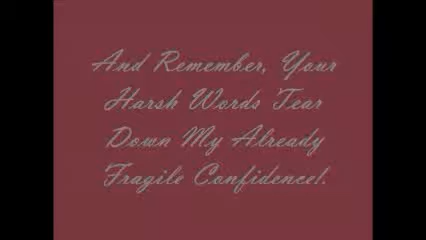 And Remember, Your
Harsh Words Tear
Down My Already
Fragile Confidence!.